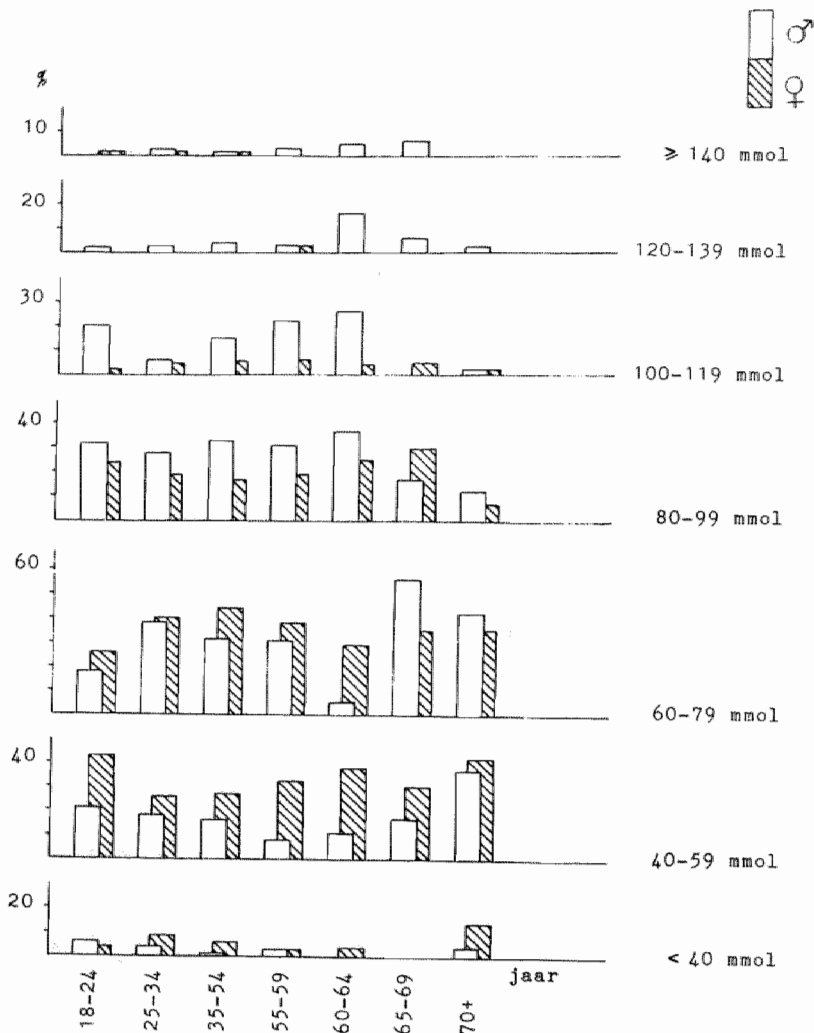 ♂
♀
%
10
≥ 140 mmol
20
120-139 mmol
30
100-119 mmol
40
80-99 mmol
60
60-79 mmol
40
40-59 mmol
20
< 40 mmol
jaar
18-24
25-34
35-54
55-59
60-64
65-69
70+